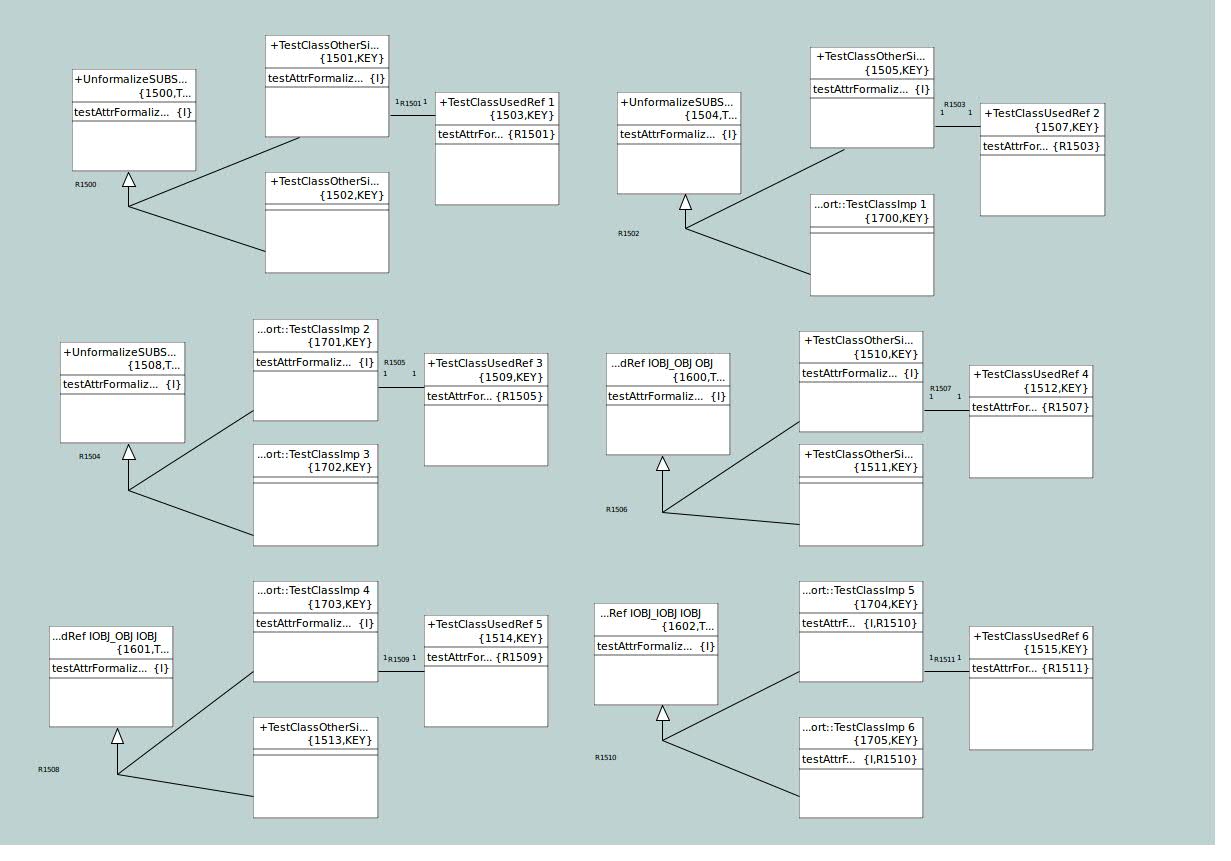 +UnformalizeSUBS...
{1500,T...
testAttrFormaliz... {I}
R1500
+TestClassOtherSi...
{1501,KEY}
testAttrFormaliz... {I}
1 R1501 1
+TestClassUsedRef 1
{1503,KEY}
testAttrFor... {R1501}
+TestClassOtherSi...
{1502,KEY}
+UnformalizeSUBS...
{1504,T...
testAttrFormaliz... {I}
R1502
+TestClassOtherSi...
{1505,KEY}
testAttrFormaliz... {I}
R1503
1 1
+TestClassUsedRef 2
{1507,KEY}
testAttrFor... {R1503}
...ort::TestClassImp 1
{1700,KEY}
+UnformalizeSUBS...
{1508,T...
testAttrFormaliz... {I}
R1504
...ort::TestClassImp 2
{1701,KEY}
testAttrFormaliz... {I}
R1505
1 1
+TestClassUsedRef 3
{1509,KEY}
testAttrFor... {R1505}
...ort::TestClassImp 3
{1702,KEY}
...dRef IOBJ_OBJ OBJ
{1600,T...
testAttrFormaliz... {I}
R1506
+TestClassOtherSi...
{1510,KEY}
testAttrFormaliz... {I}
R1507
1 1
+TestClassUsedRef 4
{1512,KEY}
testAttrFor... {R1507}
+TestClassOtherSi...
{1511,KEY}
...dRef IOBJ_OBJ IOBJ
{1601,T...
testAttrFormaliz... {I}
R1508
...ort::TestClassImp 4
{1703,KEY}
testAttrFormaliz... {I}
1 R1509 1
+TestClassUsedRef 5
{1514,KEY}
testAttrFor... {R1509}
+TestClassOtherSi...
{1513,KEY}
...Ref IOBJ_IOBJ IOBJ
{1602,T...
testAttrFormaliz... {I}
R1510
...ort::TestClassImp 5
{1704,KEY}
testAttrF... {I,R1510}
1 R1511 1
+TestClassUsedRef 6
{1515,KEY}
testAttrFor... {R1511}
...ort::TestClassImp 6
{1705,KEY}
testAttrF... {I,R1510}